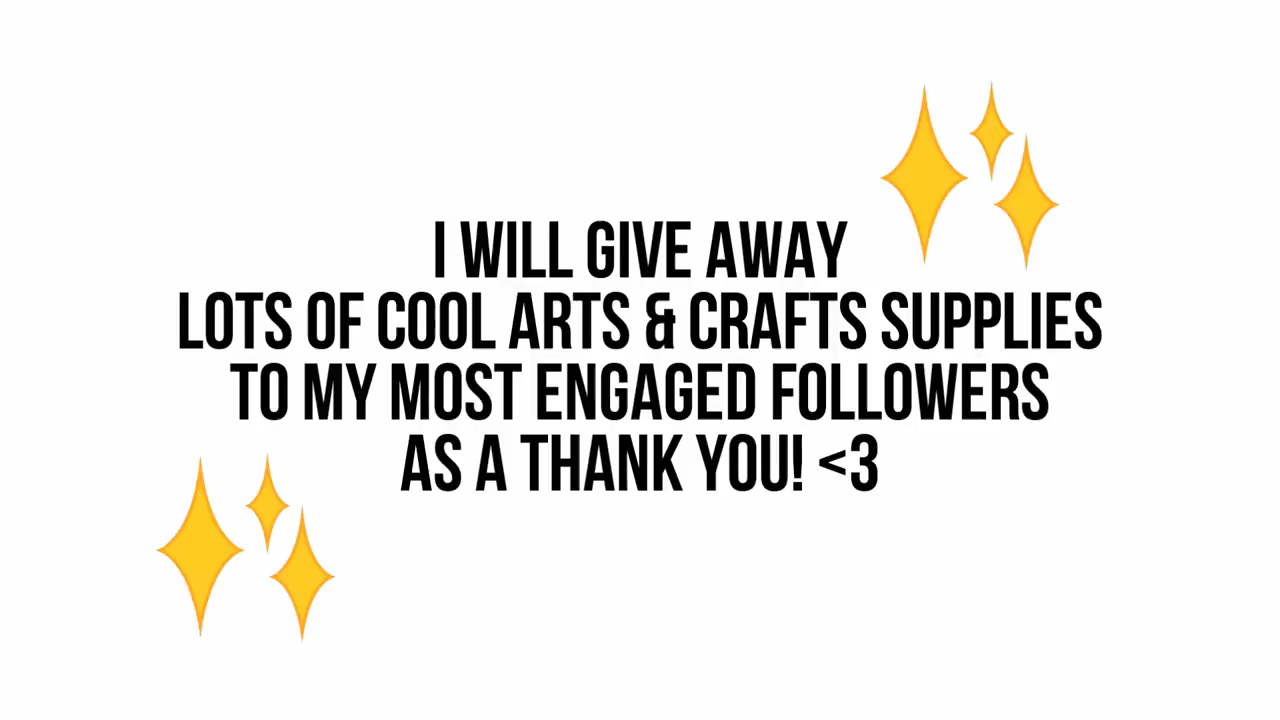 I WILL GIVE AWAY
LOTS OF COOL ARTS & CRAFTS SUPPLIES
TO MY MOST ENGAGED FOLLOWERS
AS A THANK YOU! <3